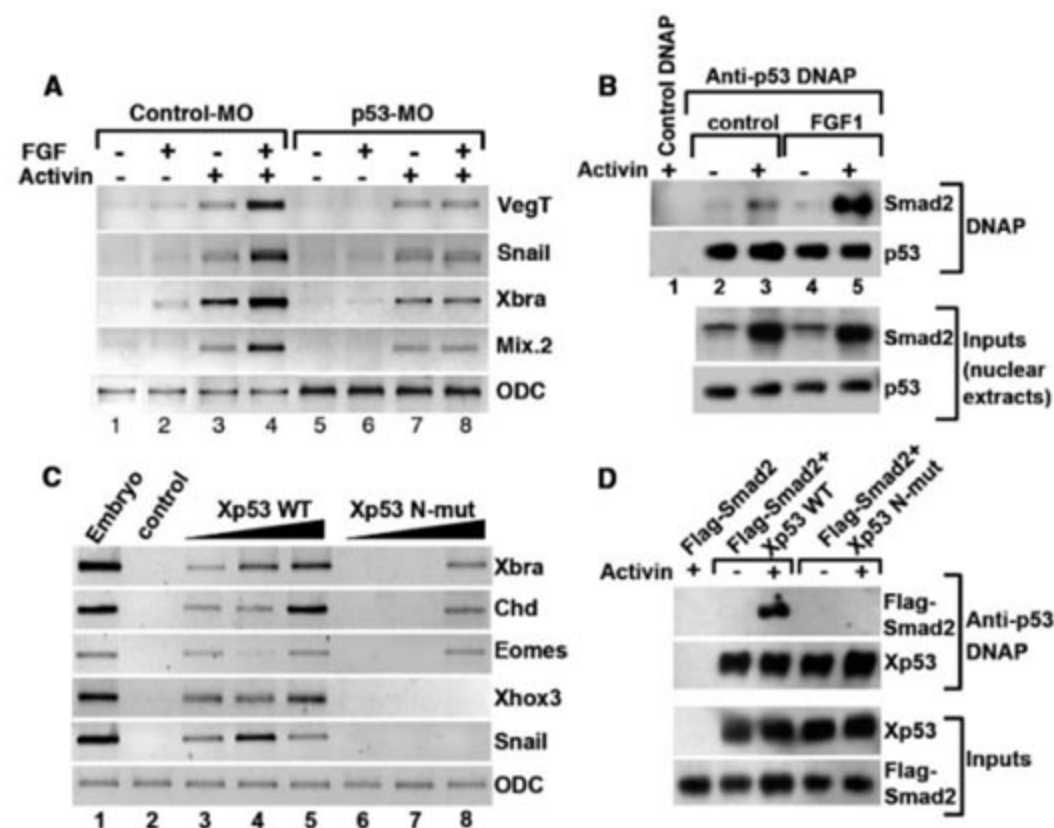 A
Control-MO p53-MO
FGF - + - + - + - +
Activin - - + + - - + +
VegT
Snail
Xbra
Mix.2
ODC
1 2 3 4 5 6 7 8
B
Control DNAP
Anti-p53 DNAP
control FGF1
Activin + - + - +
Smad2
p53
DNAP
1 2 3 4 5
Smad2
p53
Inputs
(nuclear
extracts)
C
Embryo
control
Xp53 WT Xp53 N-mut
Xbra
Chd
Eomes
Xhox3
Snail
ODC
1 2 3 4 5 6 7 8
D
Flag-Smad2
Flag-Smad2+
Xp53 WT
Flag-Smad2+
Xp53 N-mut
Activin + - + - +
Flag-
Smad2
Xp53
Anti-p53
DNAP
Xp53
Flag-
Smad2
Inputs